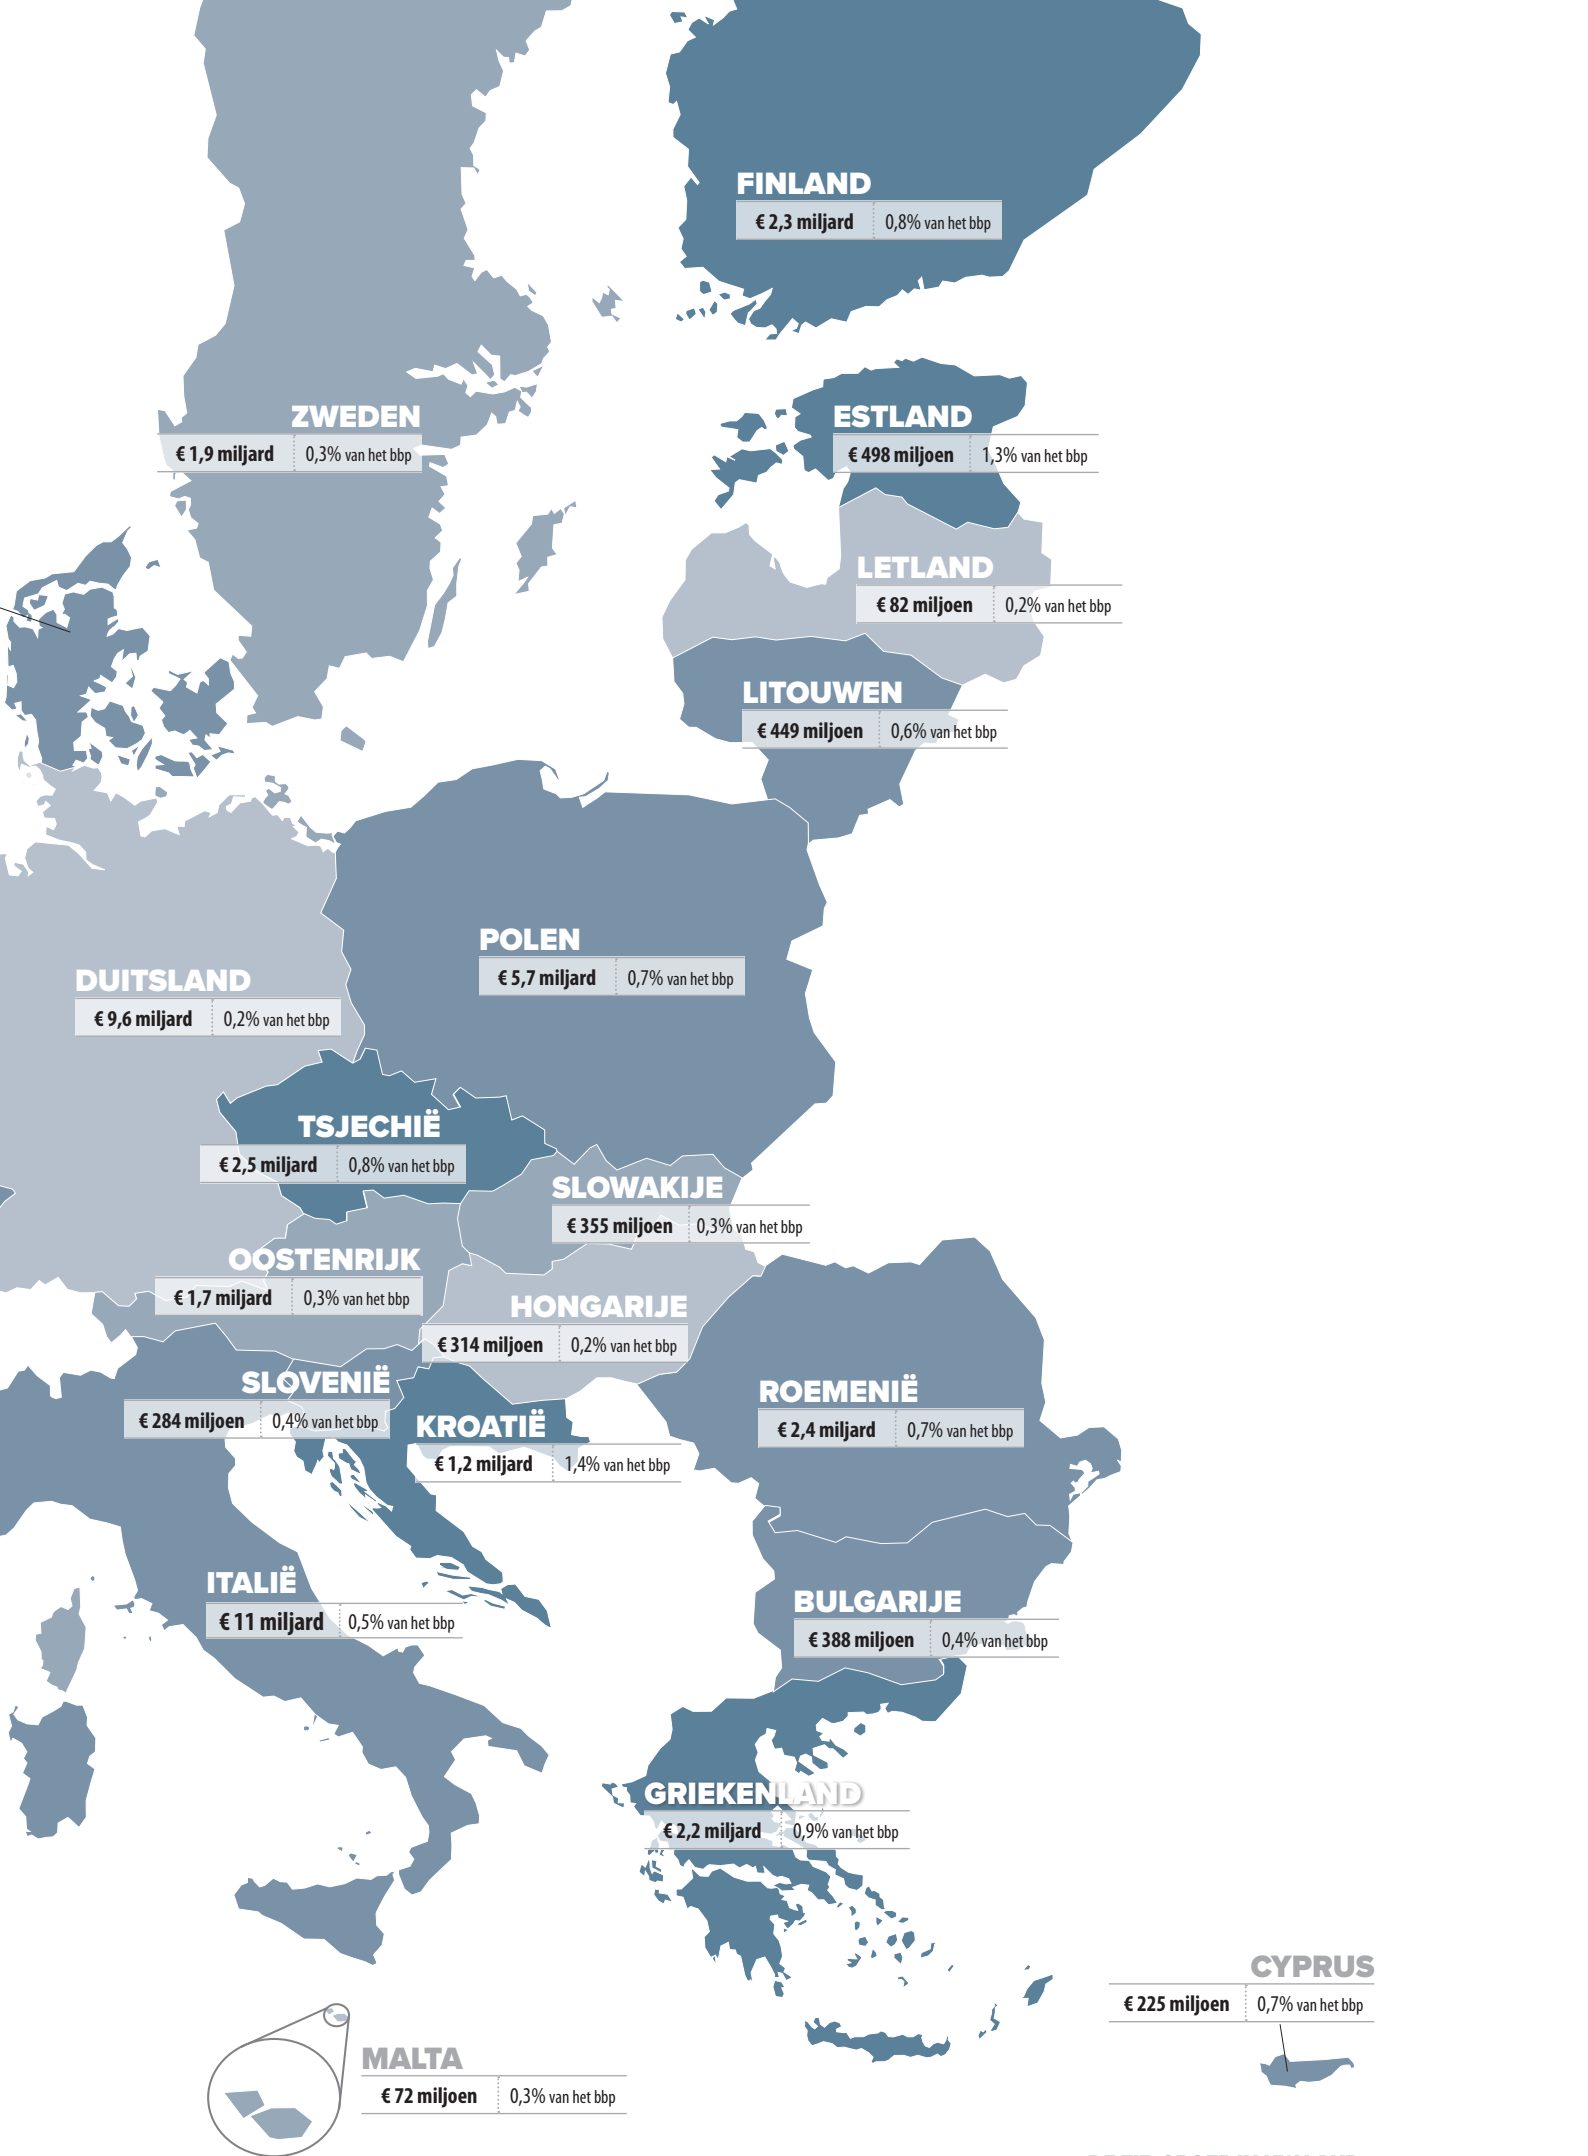 FINLAND
€ 2,3 miljard 0,8% van het bbp
ZWEDEN
€ 1,9 miljard 0,3% van het bbp
ESTLAND
€ 498 miljoen 1,3% van het bbp
LETLAND
€ 82 miljoen 0,2% van het bbp
LITOUWEN
€ 449 miljoen 0,6% van het bbp
POLEN
€ 5,7 miljard 0,7% van het bbp
DUITSLAND
€ 9,6 miljard 0,2% van het bbp
TSJECHIË
€ 2,5 miljard 0,8% van het bbp
SLOWAKIJE
€ 355 miljoen 0,3% van het bbp
OOSTENRIJK
€ 1,7 miljard 0,3% van het bbp
HONGARIJE
€ 314 miljoen 0,2% van het bbp
SLOVENIË
€ 284 miljoen 0,4% van het bbp
ROEMENIË
€ 2,4 miljard 0,7% van het bbp
KROATIË
€ 1,2 miljard 1,4% van het bbp
ITALIË
€ 11 miljard 0,5% van het bbp
BULGARIJE
€ 388 miljoen 0,4% van het bbp
GRIEKENLAND
€ 2,2 miljard 0,9% van het bbp
CYPRUS
€ 225 miljoen 0,7% van het bbp
MALTA
€ 72 miljoen 0,3% van het bbp